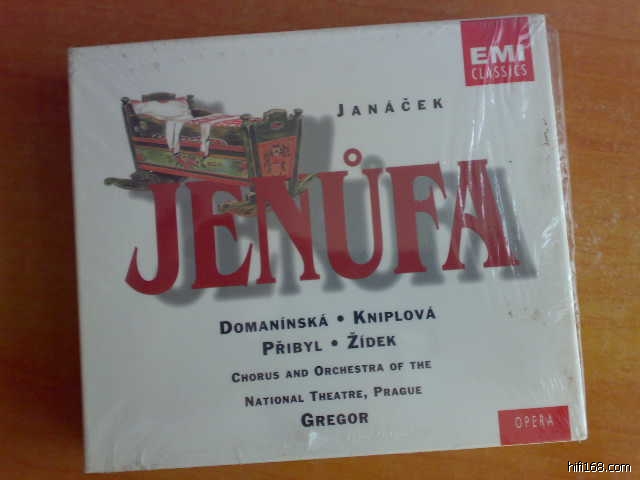 EMI
CLASSICS
JANÁČEK
JENŮFA
DOMANÍNSKÁ • KNIPLOVÁ
PŘIBYL • ŽÍDEK
CHORUS AND ORCHESTRA OF THE
NATIONAL THEATRE, PRAGUE
GREGOR
OPERA
hifi168.com